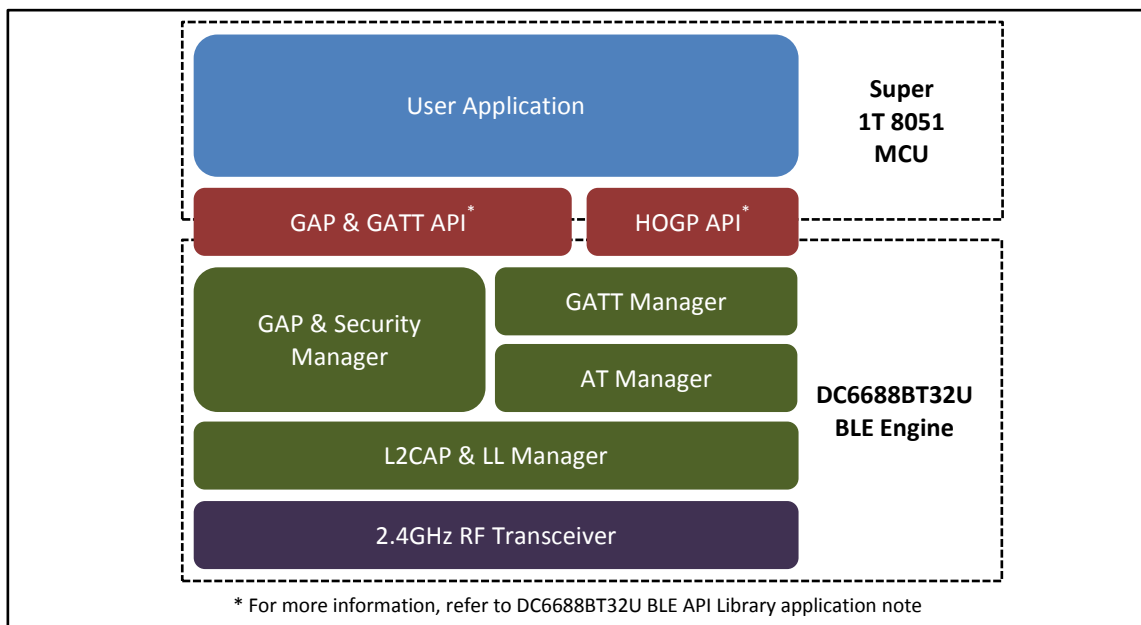 User Application
Super
1T 8051
MCU
GAP & GATT API*
HOGP API*
GAP & Security
Manager
GATT Manager
AT Manager
DC6688BT32U
BLE Engine
L2CAP & LL Manager
2.4GHz RF Transceiver
* For more information, refer to DC6688BT32U BLE API Library application note